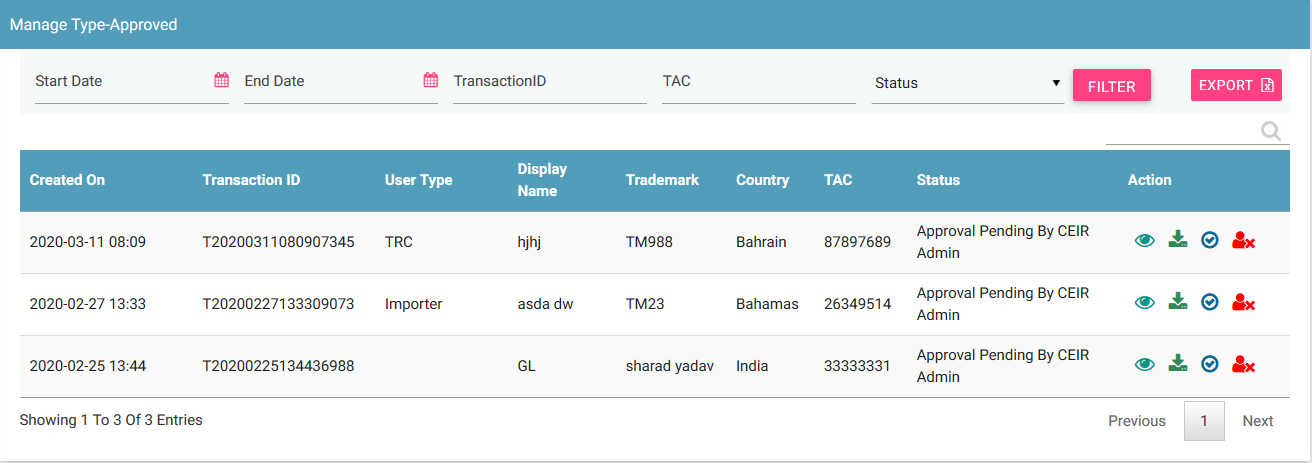 Manage Type-Approved
Start Date End Date TransactionID TAC Status FILTER EXPORT
Created On Transaction ID User Type Display Name Trademark Country TAC Status Action
2020-03-11 08:09 T20200311080907345 TRC hjhj TM988 Bahrain 87897689 Approval Pending By CEIR Admin
2020-02-27 13:33 T20200227133309073 Importer asda dw TM23 Bahamas 26349514 Approval Pending By CEIR Admin
2020-02-25 13:44 T20200225134436988 GL sharad yadav India 33333331 Approval Pending By CEIR Admin
Showing 1 To 3 Of 3 Entries Previous 1 Next